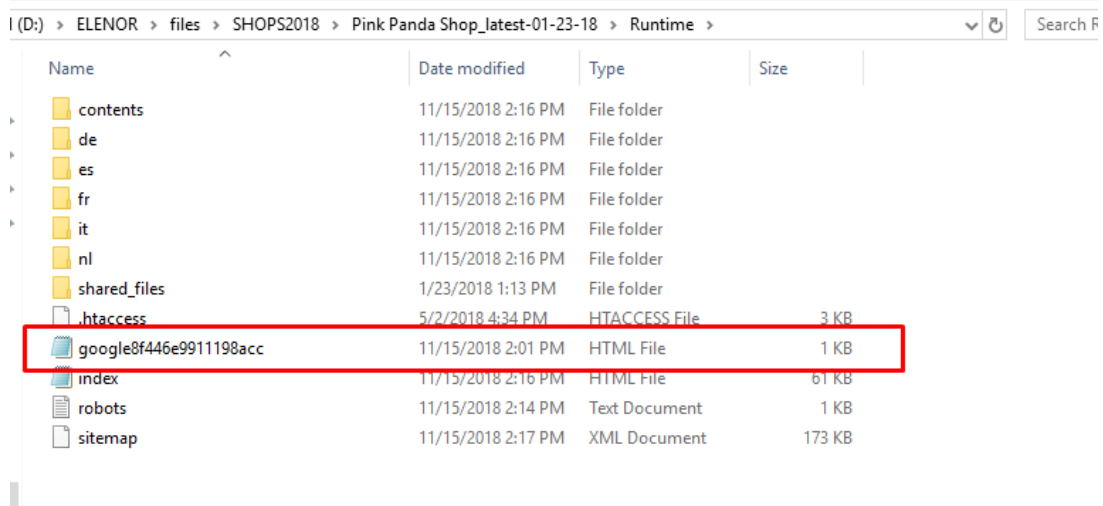 (D:) > ELENOR > files > SHOPS2018 > Pink Panda Shop_latest-01-23-18 > Runtime > Search
Name Date modified Type Size
contents 11/15/2018 2:16 PM File folder
de 11/15/2018 2:16 PM File folder
es 11/15/2018 2:16 PM File folder
fr 11/15/2018 2:16 PM File folder
it 11/15/2018 2:16 PM File folder
nl 11/15/2018 2:16 PM File folder
shared_files 1/23/2018 1:13 PM File folder
.htaccess 5/2/2018 4:34 PM HTACCESS File 3 KB
google8f446e9911198acc 11/15/2018 2:01 PM HTML File 1 KB
index 11/15/2018 2:16 PM HTML File 61 KB
robots 11/15/2018 2:14 PM Text Document 1 KB
sitemap 11/15/2018 2:17 PM XML Document 173 KB